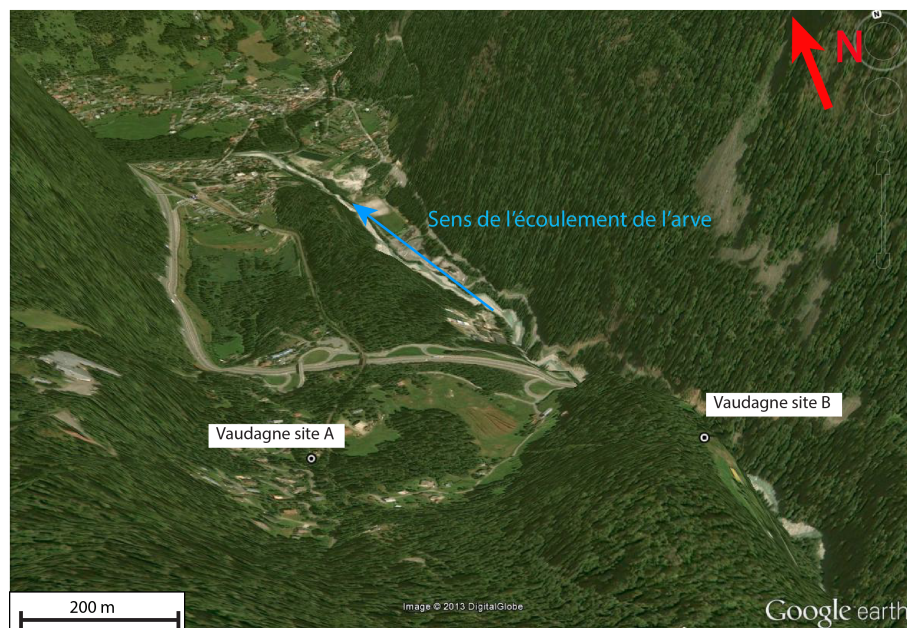 N
N
Sens de l'écoulement de l'arve
Vaudagne site B
Vaudagne site A
200 m
Image © 2013 DigitalGlobe
Google earth